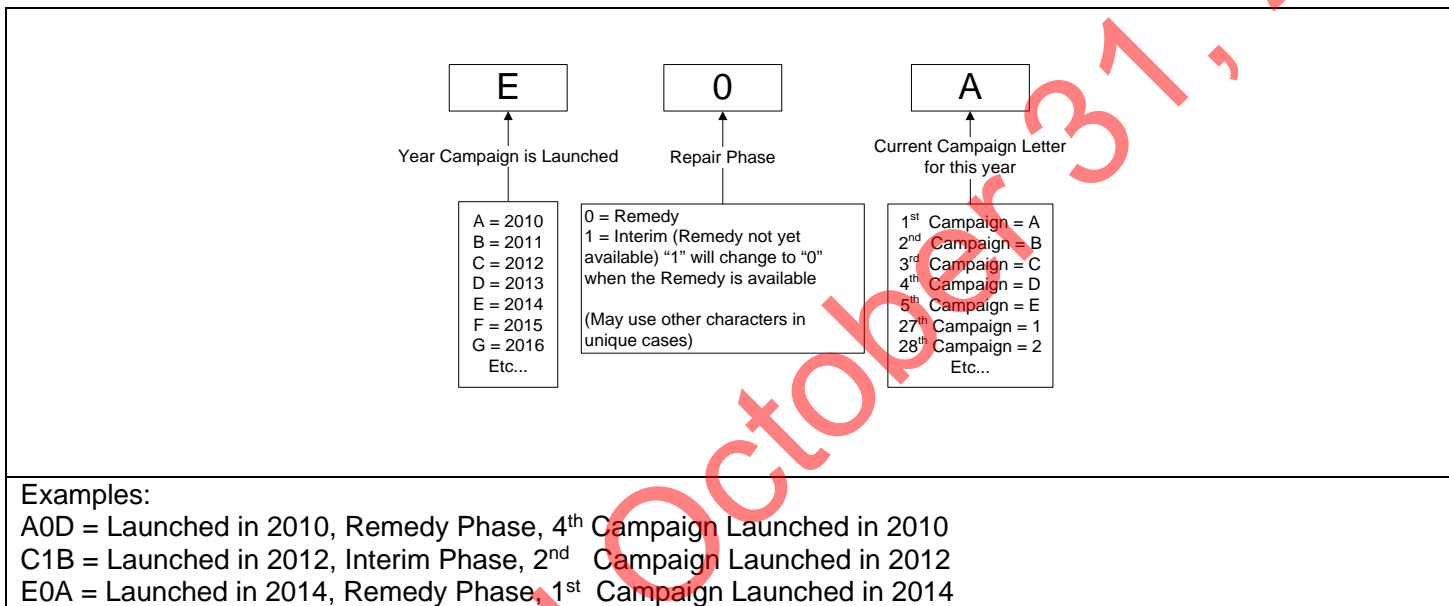 E
0
A
Year Campaign is Launched
Repair Phase
Current Campaign Letter
for this year
A = 2010
B = 2011
C = 2012
D = 2013
E = 2014
F = 2015
G = 2016
Etc...
0 = Remedy
1 = Interim (Remedy not yet
available) “1” will change to “0”
when the Remedy is available
(May use other characters in
unique cases)
1st Campaign = A
2nd Campaign = B
3rd Campaign = C
4th Campaign = D
5th Campaign = E
27th Campaign = 1
28th Campaign = 2
Etc...
Examples:
A0D = Launched in 2010, Remedy Phase, 4th Campaign Launched in 2010
C1B = Launched in 2012, Interim Phase, 2nd Campaign Launched in 2012
E0A = Launched in 2014, Remedy Phase, 1st Campaign Launched in 2014
October 31,